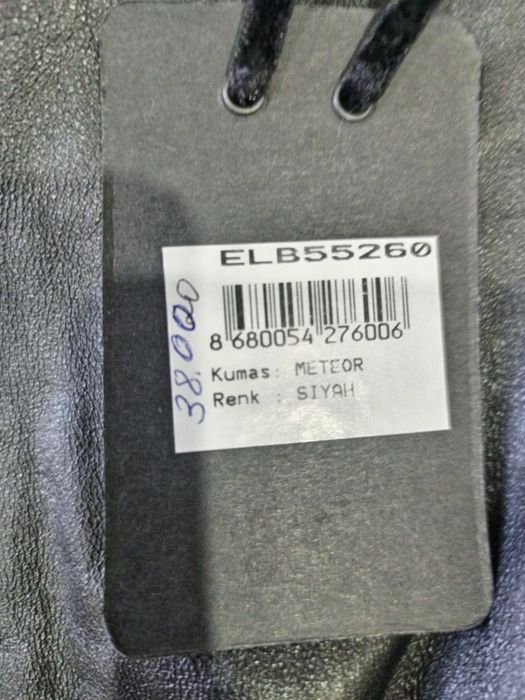 ELB55260
8 680054 276006
Kumas: METEOR
Renk : SIYAH
38.000